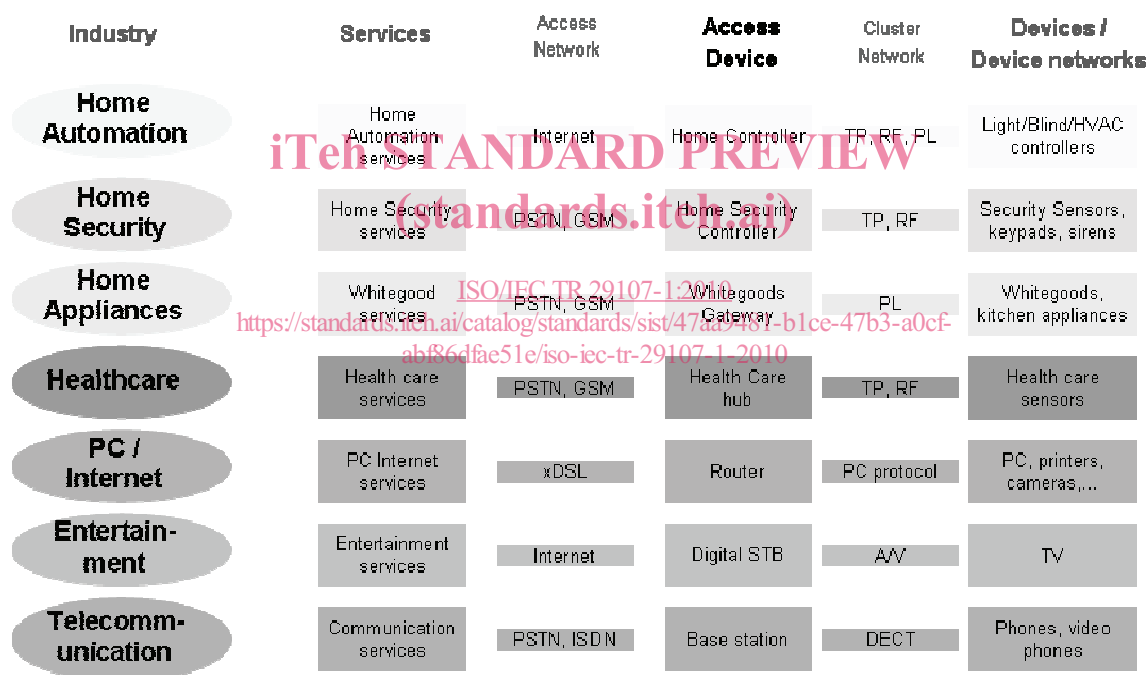 Industry
Services
Access
Network
Access
Device
Cluster
Network
Devices /
Device networks
Home
Automation
Home
Automation
services
Internet
Home Controller
TP, RF, PL
Light/Blind/HVAC
controllers
iTeh STANDARD PREVIEW
(standards.iteh.ai)
Home
Security
Home Security
services
PSTN, GSM
Home Security
Controller
TP, RF
Security Sensors,
keypads, sirens
Home
Appliances
Whitegood
services
PSTN, GSM
Whitegoods
Gateway
PL
Whitegoods,
kitchen appliances
ISO/IEC TR 29107-1:2010
https://standards.iteh.ai/catalog/standards/sist/47aa9481-b1ce-47b3-a0cf-
abf86dfae51e/iso-iec-tr-29107-1-2010
Healthcare
Health care
services
PSTN, GSM
Health Care
hub
TP, RF
Health care
sensors
PC /
Internet
PC Internet
services
xDSL
Router
PC protocol
PC, printers,
cameras,...
Entertain-
ment
Entertainment
services
Internet
Digital STB
A/V
TV
Telecomm-
unication
Communication
services
PSTN, ISDN
Base station
DECT
Phones, video
phones